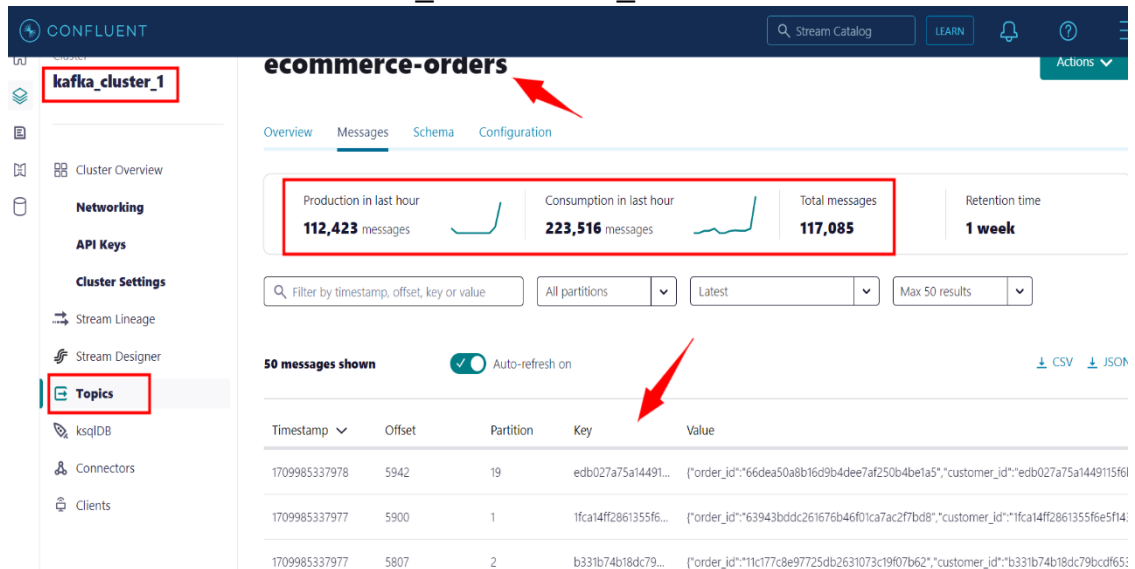 CONFLUENT
Stream Catalog
LEARN
Cluster
kafka_cluster_1
ecommerce-orders
Actions
Overview Messages Schema Configuration
Cluster Overview
Networking
API Keys
Cluster Settings
Stream Lineage
Stream Designer
Topics
ksqlDB
Connectors
Clients
Production in last hour
112,423 messages
Consumption in last hour
223,516 messages
Total messages
117,085
Retention time
1 week
Filter by timestamp, offset, key or value
All partitions
Latest
Max 50 results
50 messages shown
Auto-refresh on
CSV JSON
Timestamp Offset Partition Key Value
1709985337978 5942 19 edb027a75a14491... {"order_id":"66dea50a8b16d9b4dee7af250b4be1a5","customer_id":"edb027a75a1449115f6l
1709985337977 5900 1 1fca14ff2861355f6... {"order_id":"63943bddc261676b46f01ca7ac2f7bd8","customer_id":"1fca14ff2861355f6e5f143
1709985337977 5807 2 b331b74b18dc79... {"order_id":"11c177c8e97725db2631073c19f07b62","customer_id":"b331b74b18dc79bcdf653